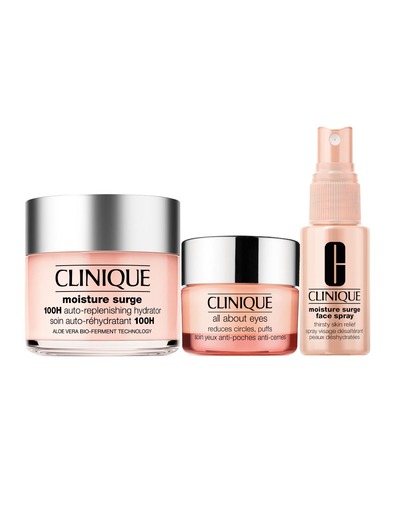 CLINIQUE
moisture surge
100H auto-replenishing hydrator
soin auto-réhydratant 100H
ALOE VERA BIO-FERMENT TECHNOLOGY
CLINIQUE
all about eyes
reduces circles, puffs
soin yeux anti-poches anti-cernes
C
CLINIQUE
moisture surge
face spray
thirsty skin relief
spray visage désaltérant
peaux déshydratées